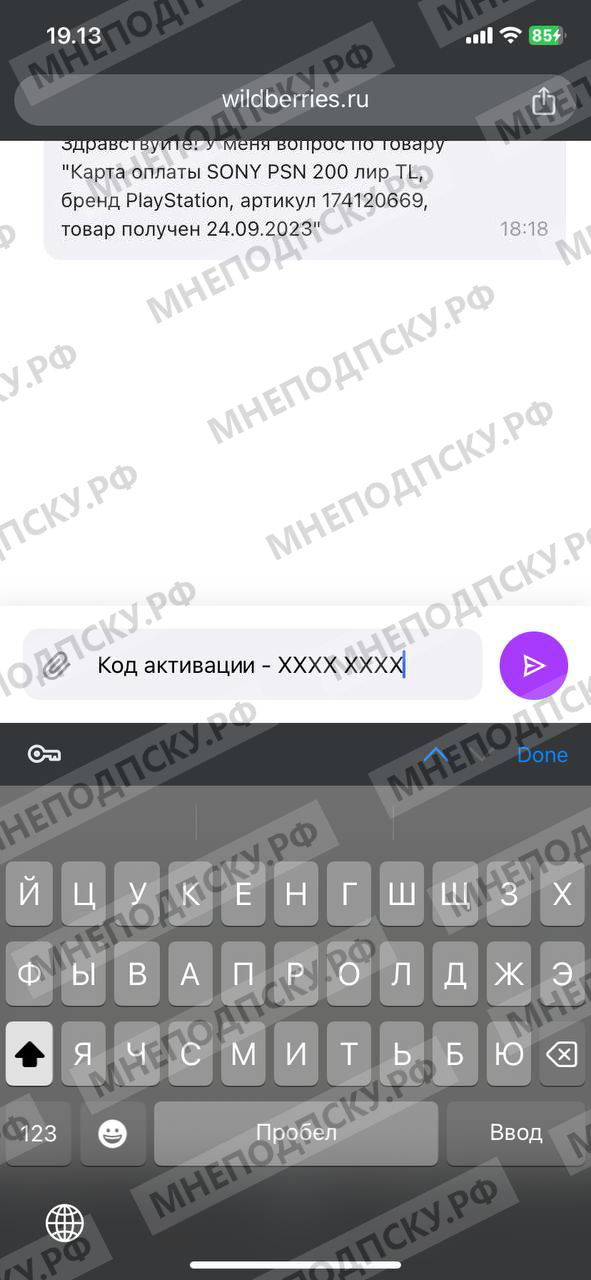 19.13
85
wildberries.ru
Здравствуйте! У меня вопрос по товару
"Карта оплаты SONY PSN 200 лир TL,
бренд PlayStation, артикул 174120669,
товар получен 24.09.2023"
18:18
Код активации - XXXX XXXX
Done
Й Ц У К Е Н Г Ш Щ З Х
Ф Ы В А П Р О Л Д Ж Э
Я Ч С М И Т Ь Б Ю
123 Пробел Ввод
МНЕПОДПСКУ.РФ